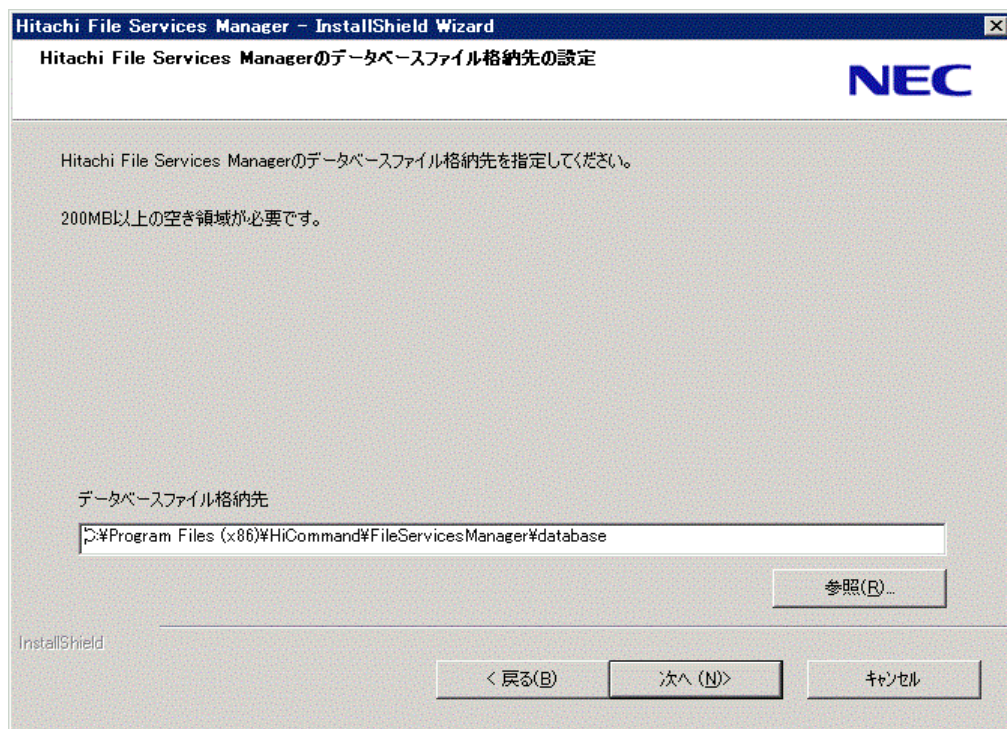 Hitachi File Services Manager - InstallShield Wizard
Hitachi File Services Managerのデータベースファイル格納先の設定
NEC
Hitachi File Services Managerのデータベースファイル格納先を指定してください。
200MB以上の空き領域が必要です。
データベースファイル格納先
C:¥Program Files (x86)¥HiCommand¥FileServicesManager¥database
参照(R)...
InstallShield
< 戻る(B)
次へ (N)>
キャンセル